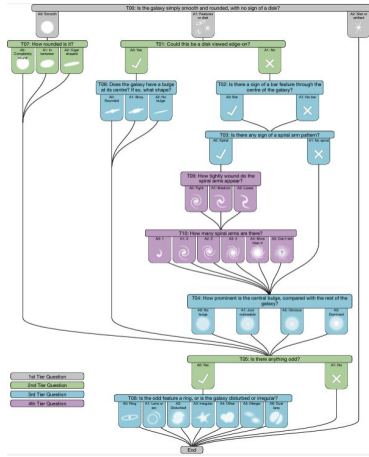 T00: Is the galaxy simply smooth and rounded, with no sign of a disk?
A0: Smooth
A1: Features or disk
A2: Star or artifact
T07: How rounded is it?
A0: Completely round
A1: In between
A2: Cigar shaped
T01: Could this be a disk viewed edge-on?
A0: Yes
A1: No
T08: Does the galaxy have a bulge at its centre? If so, what shape?
A0: Rounded
A1: Boxy
A2: No bulge
T02: Is there a sign of a bar feature through the centre of the galaxy?
A0: Bar
A1: No bar
T03: Is there any sign of a spiral arm pattern?
A0: Spiral
A1: No spiral
T09: How tightly wound do the spiral arms appear?
A0: Tight
A1: Medium
A2: Loose
T10: How many spiral arms are there?
A0: 1
A1: 2
A2: 3
A3: 4
A4: More than 4
A5: Can't tell
T04: How prominent is the central bulge, compared with the rest of the galaxy?
A0: No bulge
A1: Just noticeable
A2: Obvious
A3: Dominant
T05: Is there anything odd?
A0: Yes
A1: No
T06: Is the odd feature a ring, or is the galaxy disturbed or irregular?
A0: Ring
A1: Lens or arc
A2: Disturbed
A3: Irregular
A4: Other
A5: Merger
A6: Dust lane
End
1st Tier Question
2nd Tier Question
3rd Tier Question
4th Tier Question